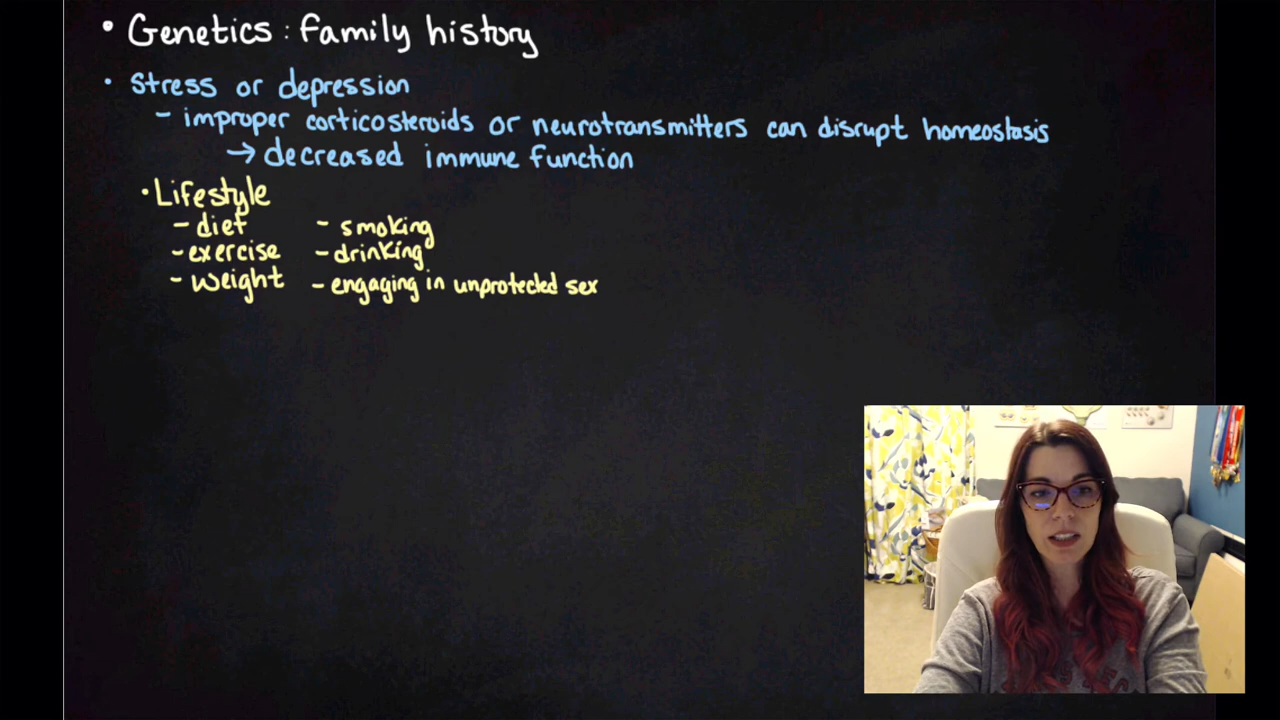 • Genetics: family history
• Stress or depression
- improper corticosteroids or neurotransmitters can disrupt homeostasis
→ decreased immune function
• Lifestyle
- diet - smoking
- exercise - drinking
- weight - engaging in unprotected sex